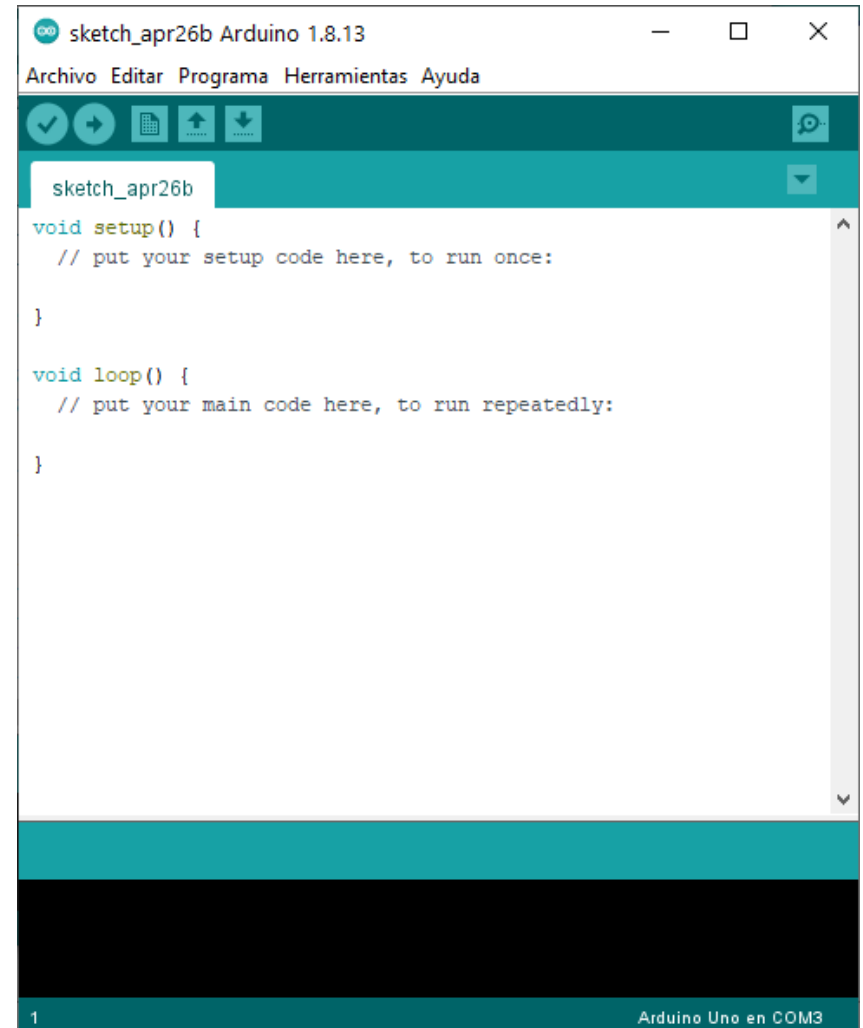 sketch_apr26b Arduino 1.8.13
Archivo Editar Programa Herramientas Ayuda
sketch_apr26b
void setup() {
  // put your setup code here, to run once:
}
void loop() {
  // put your main code here, to run repeatedly:
}
1 Arduino Uno en COM3